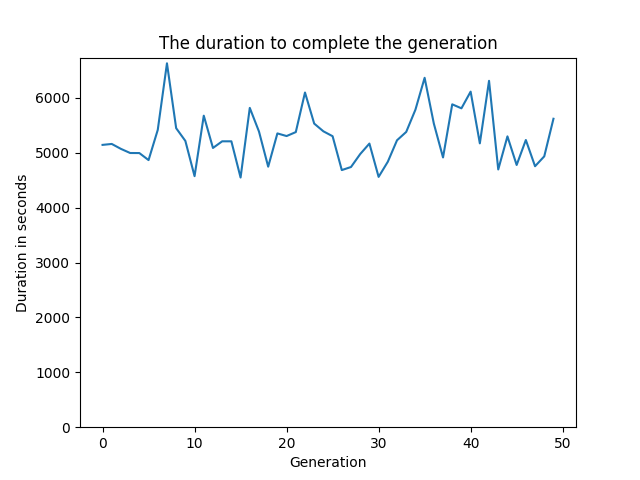 The duration to complete the generation
Duration in seconds
6000
5000
4000
3000
2000
1000
0
0 10 20 30 40 50
Generation